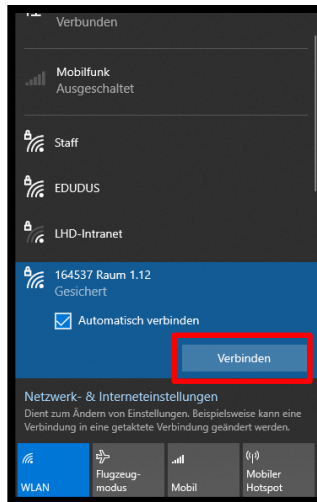 Verbunden
Mobilfunk
Ausgeschaltet
Staff
EDUDUS
LHD-Intranet
164537 Raum 1.12
Gesichert
Automatisch verbinden
Verbinden
Netzwerk- & Interneteinstellungen
Dient zum Ändern von Einstellungen. Beispielsweise kann eine
Verbindung in eine getaktete Verbindung geändert werden.
WLAN
Flugzeug-
modus
Mobil
Mobiler
Hotspot